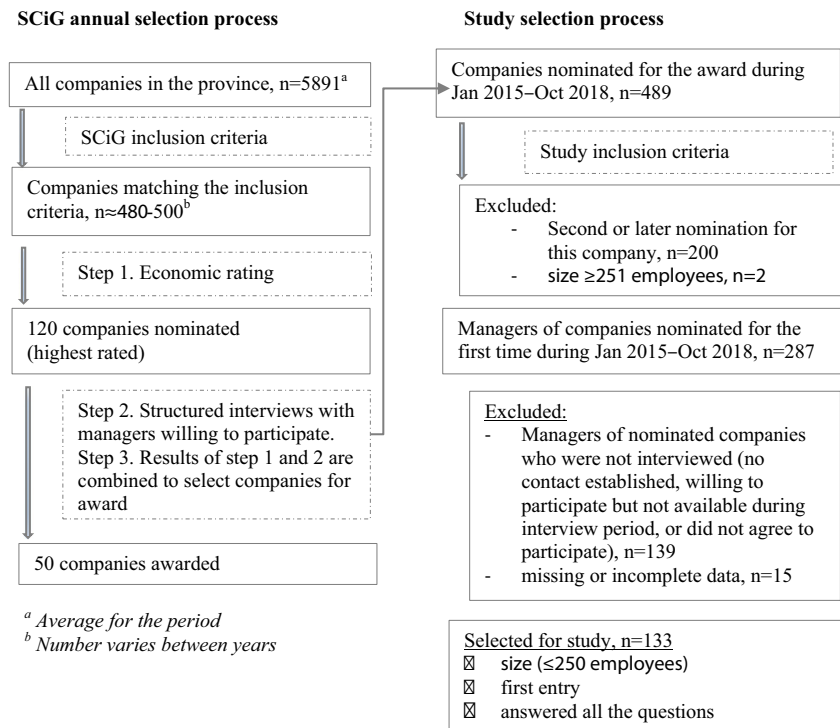 SCiG annual selection process
All companies in the province, n=5891a
SCiG inclusion criteria
Companies matching the inclusion
criteria, n≈480-500b
Step 1. Economic rating
120 companies nominated
(highest rated)
Step 2. Structured interviews with
managers willing to participate.
Step 3. Results of step 1 and 2 are
combined to select companies for
award
50 companies awarded
a Average for the period
b Number varies between years
Study selection process
Companies nominated for the award during
Jan 2015–Oct 2018, n=489
Study inclusion criteria
Excluded:
- Second or later nomination for
this company, n=200
- size ≥251 employees, n=2
Managers of companies nominated for the
first time during Jan 2015–Oct 2018, n=287
Excluded:
- Managers of nominated companies
who were not interviewed (no
contact established, willing to
participate but not available during
interview period, or did not agree to
participate), n=139
- missing or incomplete data, n=15
Selected for study, n=133
size (≤250 employees)
first entry
answered all the questions